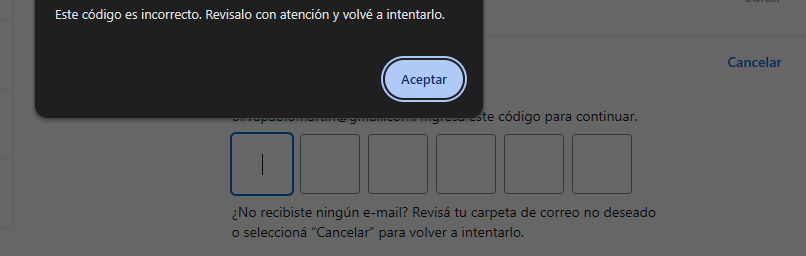 Este código es incorrecto. Revisalo con atención y volvé a intentarlo.
Aceptar
Cancelar
este código para continuar.
¿No recibiste ningún e-mail? Revisá tu carpeta de correo no deseado
o seleccioná “Cancelar” para volver a intentarlo.